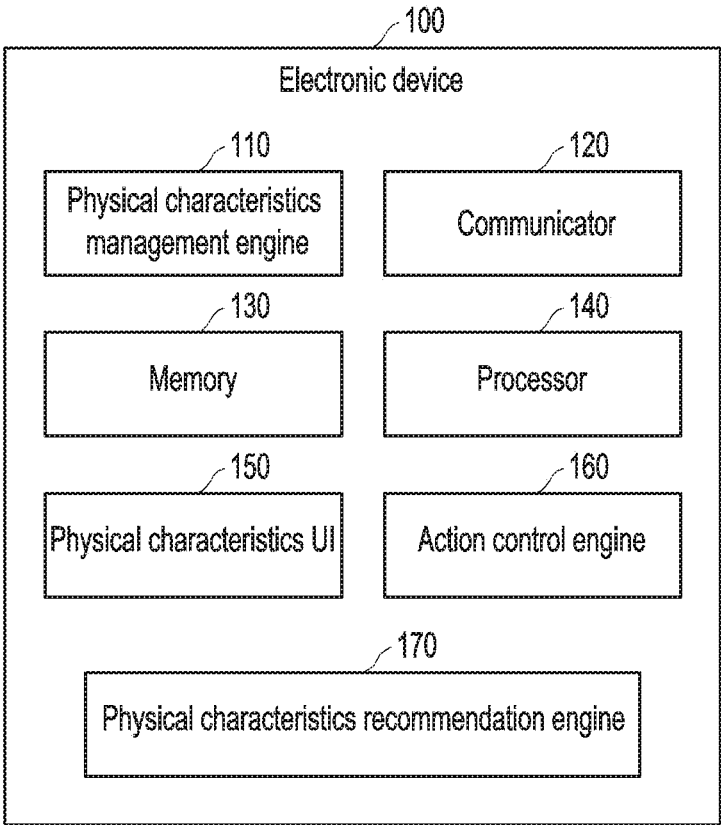 100
Electronic device
110
120
Physical characteristics
management engine
Communicator
130
140
Memory
Processor
150
160
Physical characteristics UI
Action control engine
170
Physical characteristics recommendation engine